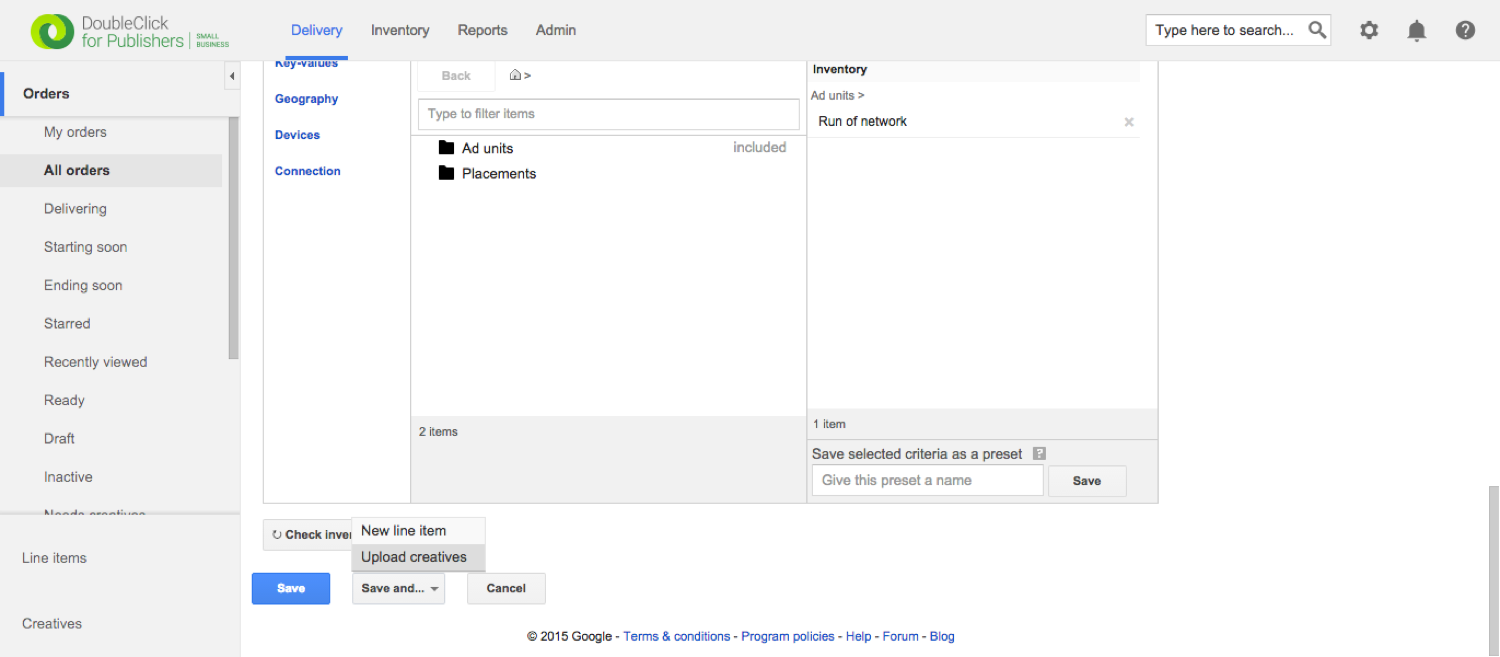 DoubleClick
for Publishers
SMALL
BUSINESS
Delivery
Inventory
Reports
Admin
Type here to search...
Orders
My orders
All orders
Delivering
Starting soon
Ending soon
Starred
Recently viewed
Ready
Draft
Inactive
Needs creatives
Line items
Creatives
Key-values
Geography
Devices
Connection
Back
>
Type to filter items
Ad units included
Placements
2 items
Inventory
Ad units >
Run of network
1 item
Save selected criteria as a preset ?
Give this preset a name
Save
Check inven
New line item
Upload creatives
Save
Save and...
Cancel
© 2015 Google - Terms & conditions - Program policies - Help - Forum - Blog